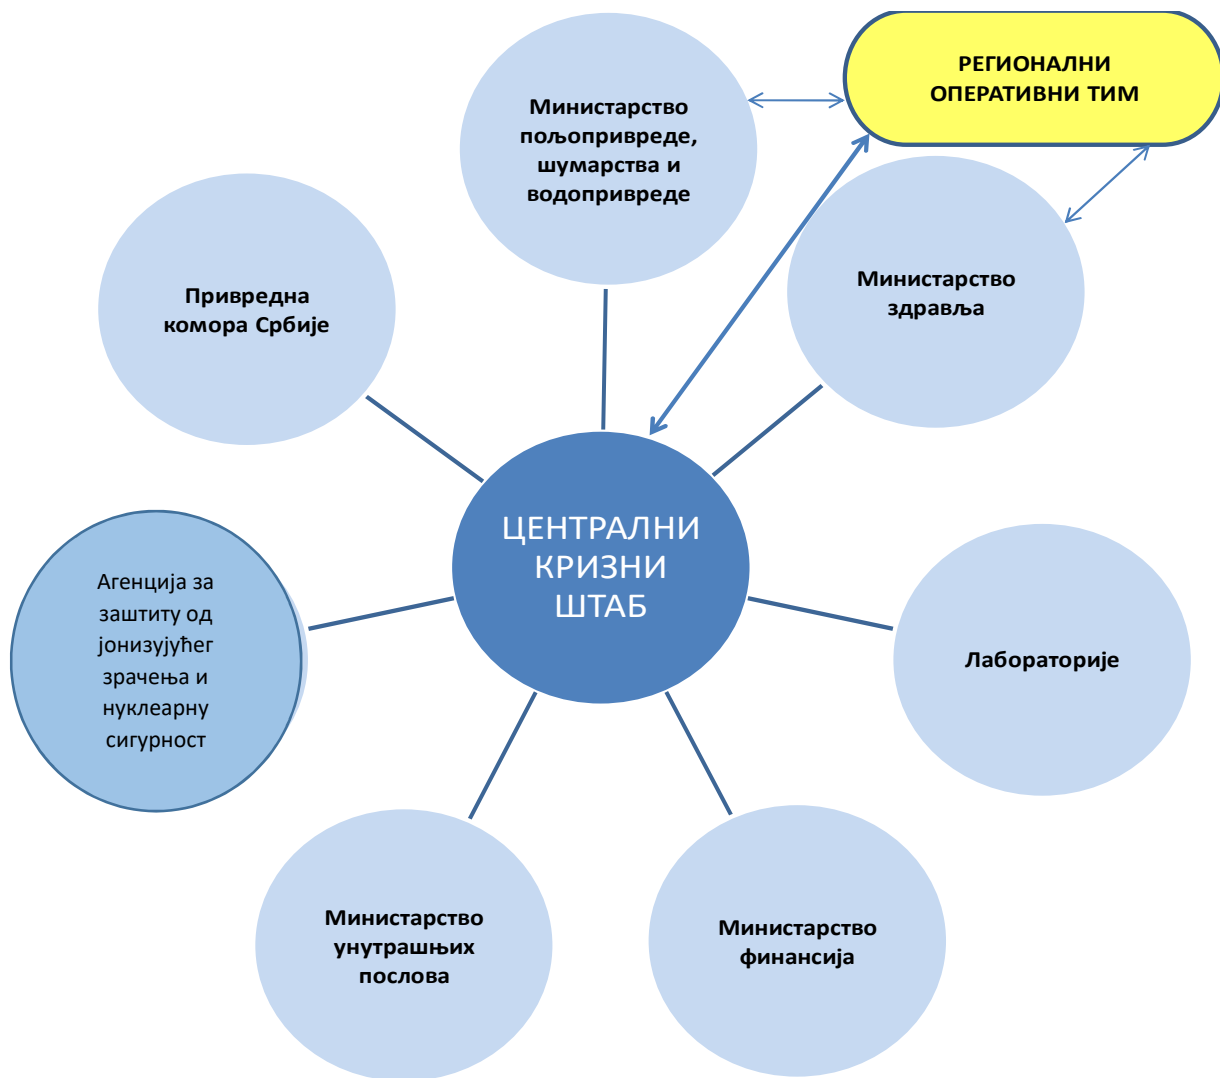 РЕГИОНАЛНИ
ОПЕРАТИВНИ ТИМ
Министарство
пољопривреде,
шумарства и
водопривреде
Министарство
здравља
Привредна
комора Србије
ЦЕНТРАЛНИ
КРИЗНИ
ШТАБ
Агенција за
заштиту од
јонизујућег
зрачења и
нуклеарну
сигурност
Лабораторије
Министарство
унутрашњих
послова
Министарство
финансија